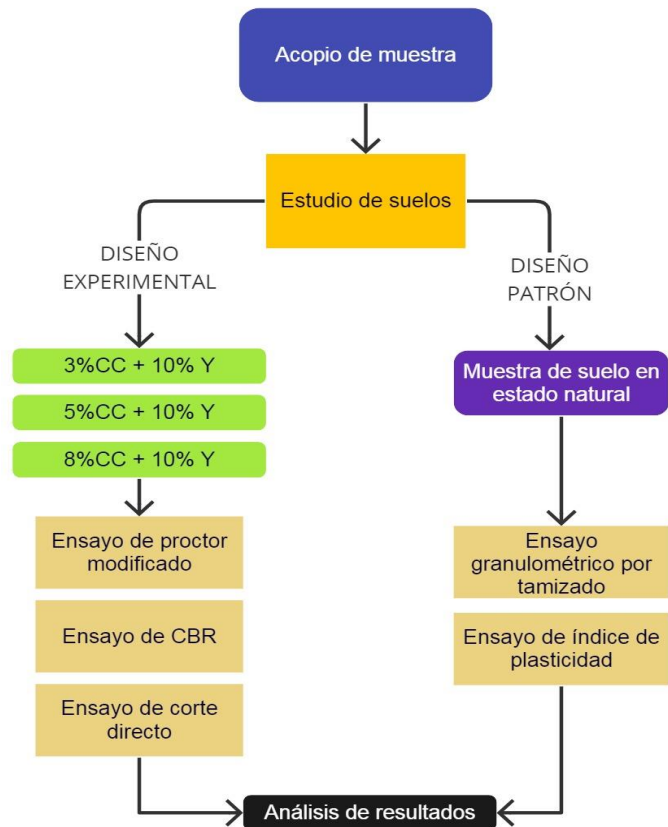 Acopio de muestra
Estudio de suelos
DISEÑO
EXPERIMENTAL
3%CC + 10% Y
5%CC + 10% Y
8%CC + 10% Y
Ensayo de proctor
modificado
Ensayo de CBR
Ensayo de corte
directo
DISEÑO
PATRÓN
Muestra de suelo en
estado natural
Ensayo
granulométrico por
tamizado
Ensayo de índice de
plasticidad
Análisis de resultados